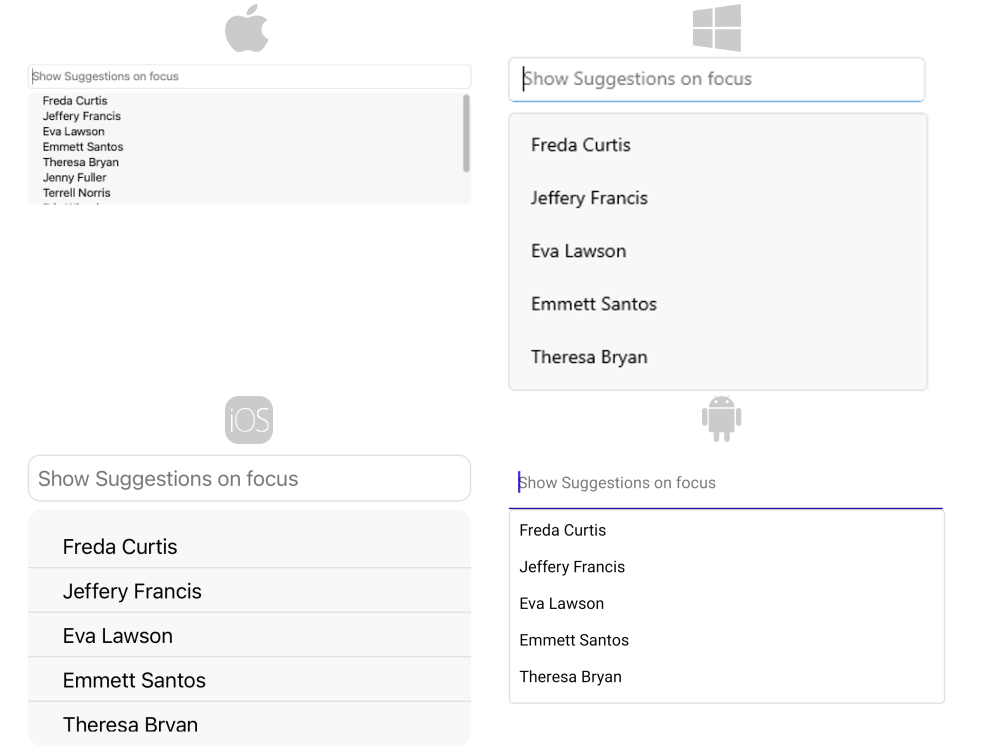 Show Suggestions on focus
Freda Curtis
Jeffery Francis
Eva Lawson
Emmett Santos
Theresa Bryan
Jenny Fuller
Terrell Norris
Show Suggestions on focus
Freda Curtis
Jeffery Francis
Eva Lawson
Emmett Santos
Theresa Bryan
iOS
Show Suggestions on focus
Freda Curtis
Jeffery Francis
Eva Lawson
Emmett Santos
Theresa Bryan
Show Suggestions on focus
Freda Curtis
Jeffery Francis
Eva Lawson
Emmett Santos
Theresa Bryan